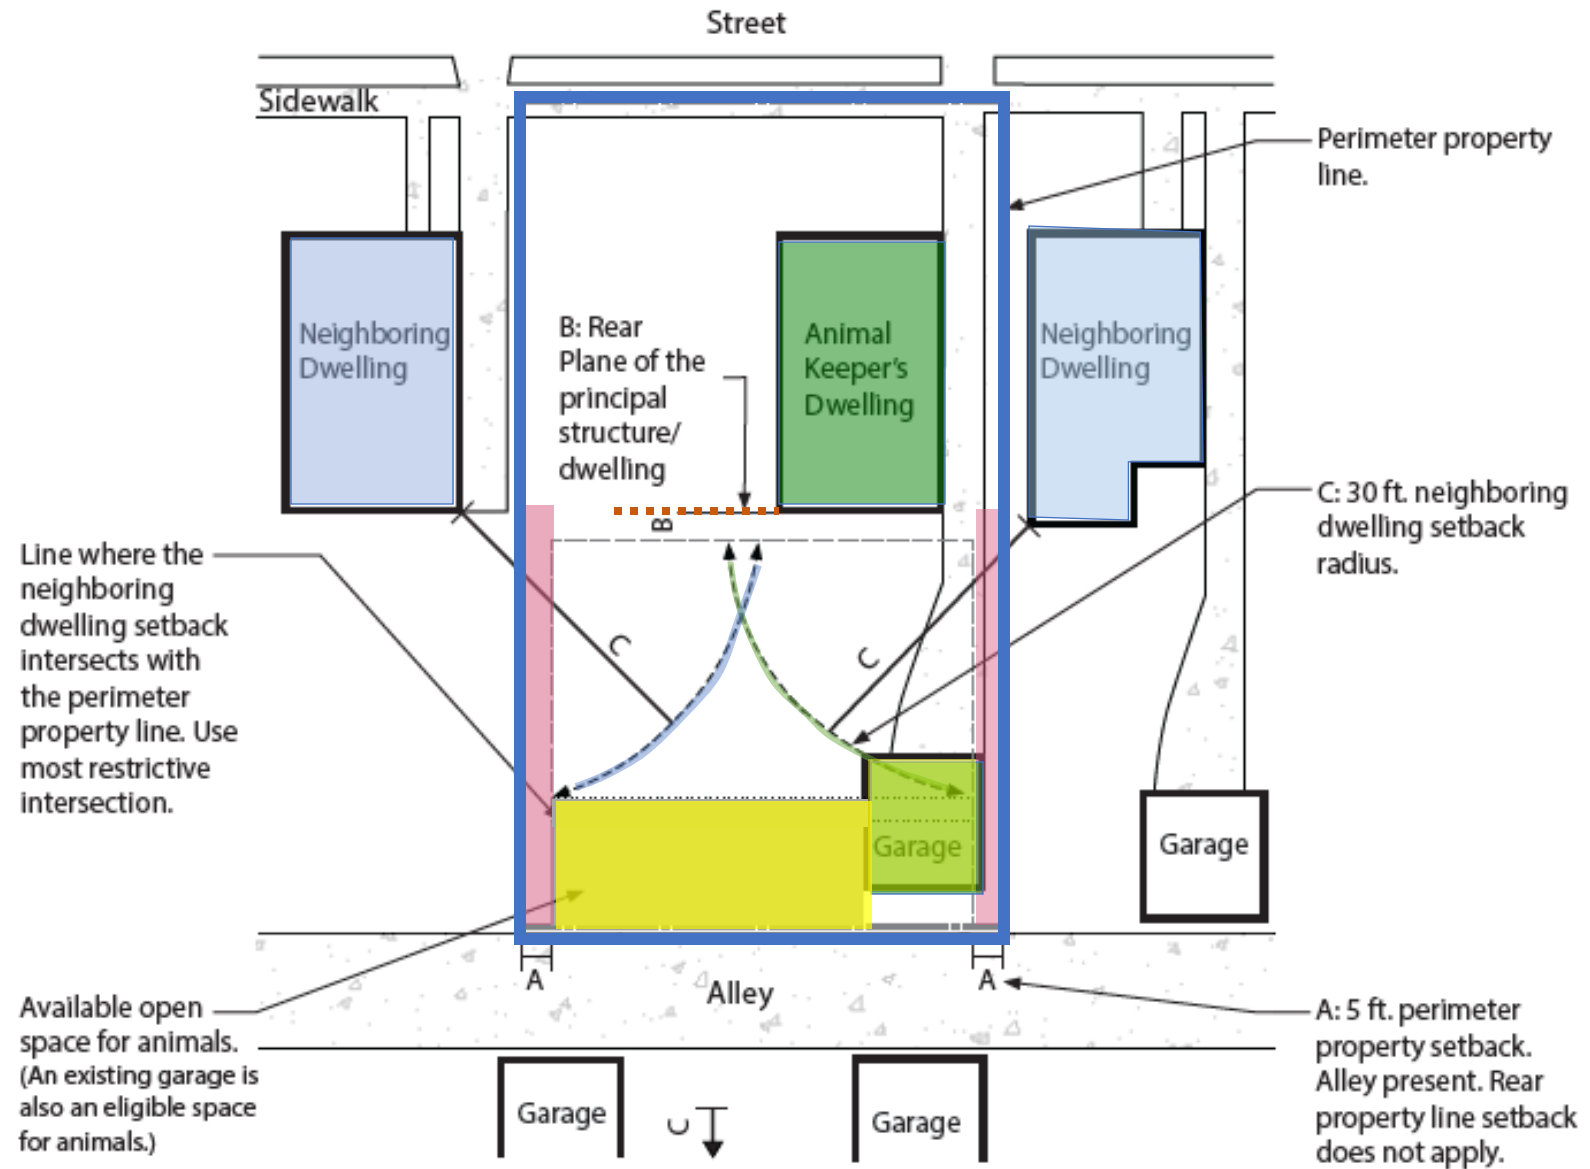 Street
Sidewalk
Perimeter property
line.
Neighboring
Dwelling
B: Rear
Plane of the
principal
structure/
dwelling
Animal
Keeper's
Dwelling
Neighboring
Dwelling
B
C: 30 ft. neighboring
dwelling setback
radius.
Line where the
neighboring
dwelling setback
intersects with
the perimeter
property line. Use
most restrictive
intersection.
C
C
Garage
Garage
A
A
Alley
Available open
space for animals.
(An existing garage is
also an eligible space
for animals.)
A: 5 ft. perimeter
property setback.
Alley present. Rear
property line setback
does not apply.
Garage
C
Garage